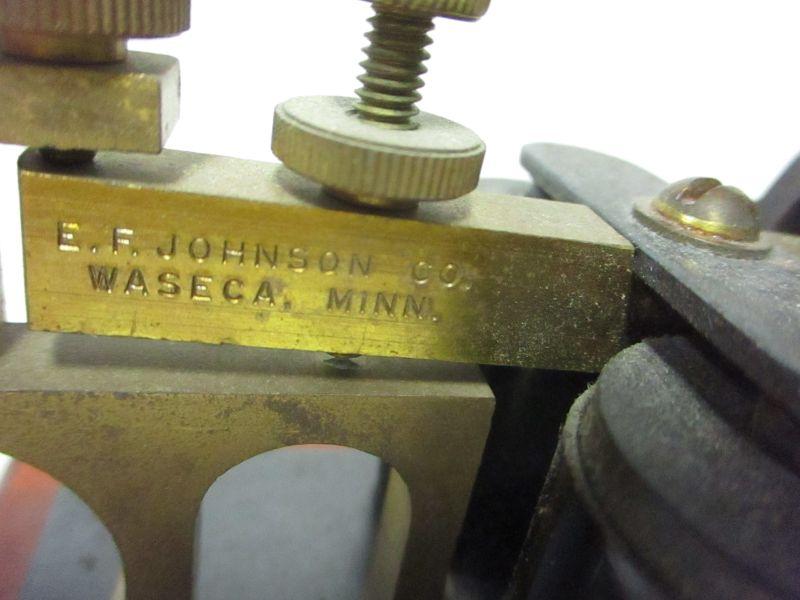 E. F. JOHNSON CO.
WASECA, MINN.